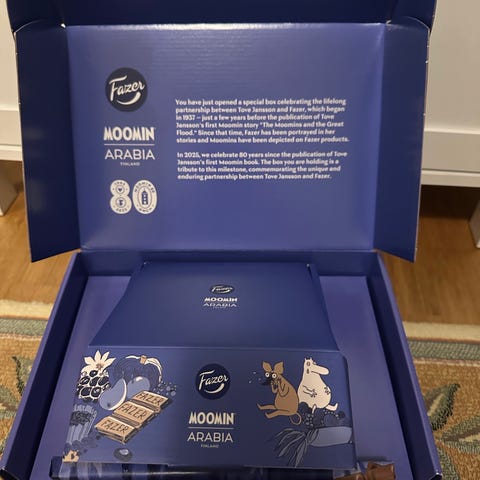 Fazer
MOOMIN
ARABIA
FINLAND
You have just opened a special box celebrating the lifelong
partnership between Tove Jansson and Fazer, which began
in 1937 – just a few years before the publication of Tove
Jansson's first Moomin story "The Moomins and the Great
Flood." Since that time, Fazer has been portrayed in her
stories and Moomins have been depicted on Fazer products.
In 2025, we celebrate 80 years since the publication of Tove
Jansson's first Moomin book. The box you are holding is a
tribute to this milestone, commemorating the unique and
enduring partnership between Tove Jansson and Fazer.
80
Fazer
MOOMIN
ARABIA
FINLAND
Fazer
MOOMIN
ARABIA
FINLAND
FAZER
FAZER
FAZER